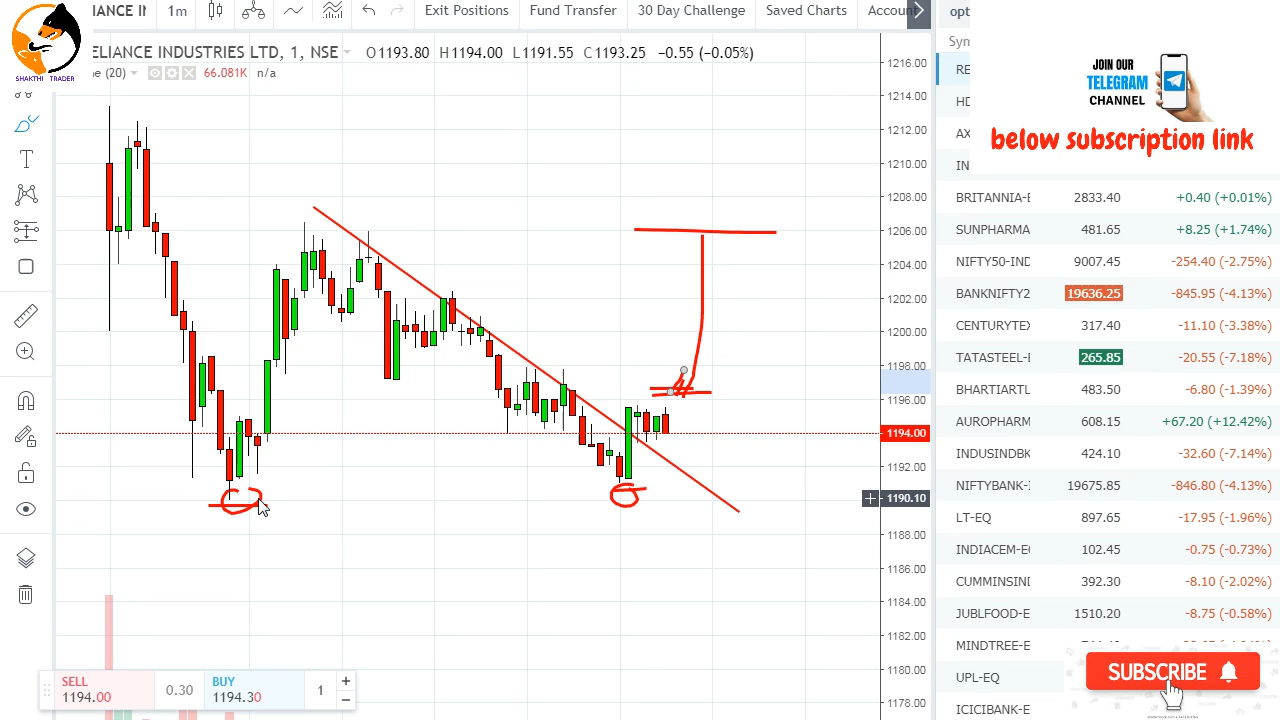 SHAKTHI TRADER
LIANCE IN
1m
Exit Positions
Fund Transfer
30 Day Challenge
Saved Charts
Account
opt
ELIANCE INDUSTRIES LTD, 1, NSE
O1193.80 H1194.00 L1191.55 C1193.25 −0.55 (−0.05%)
me (20)
66.081K n/a
1216.00
1214.00
1212.00
1210.00
1208.00
1206.00
1204.00
1202.00
1200.00
1198.00
1196.00
1194.00
1192.00
1190.10
1188.00
1186.00
1184.00
1182.00
1180.00
1178.00
SELL
1194.00
0.30
BUY
1194.30
1
+
−
Sym
RE
HD
AX
IN
JOIN OUR
TELEGRAM
CHANNEL
below subscription link
BRITANNIA-E 2833.40 +0.40 (+0.01%)
SUNPHARMA 481.65 +8.25 (+1.74%)
NIFTY50-IND 9007.45 -254.40 (-2.75%)
BANKNIFTY2 19636.25 -845.95 (-4.13%)
CENTURYTEX 317.40 -11.10 (-3.38%)
TATASTEEL-E 265.85 -20.55 (-7.18%)
BHARTIARTL 483.50 -6.80 (-1.39%)
AUROPHARM 608.15 +67.20 (+12.42%)
INDUSINDBK 424.10 -32.60 (-7.14%)
NIFTYBANK- 19675.85 -846.80 (-4.13%)
LT-EQ 897.65 -17.95 (-1.96%)
INDIACEM-E 102.45 -0.75 (-0.73%)
CUMMINSIND 392.30 -8.10 (-2.02%)
JUBLFOOD-E 1510.20 -8.75 (-0.58%)
MINDTREE-E
UPL-EQ
ICICIBANK-E
SUBSCRIBE